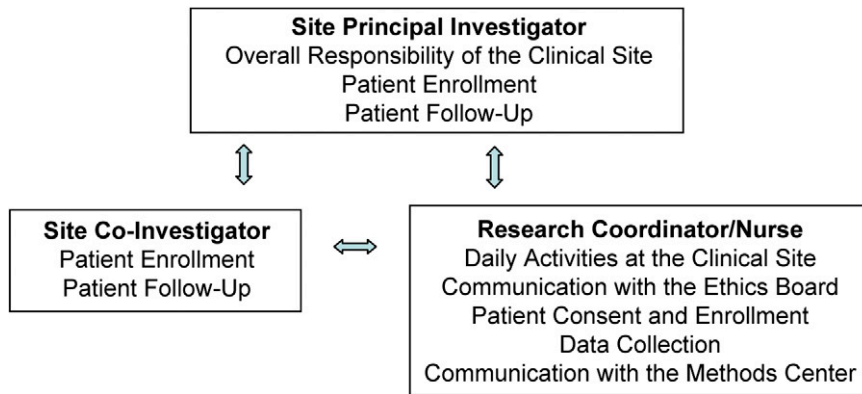 Site Principal Investigator
Overall Responsibility of the Clinical Site
Patient Enrollment
Patient Follow-Up
Site Co-Investigator
Patient Enrollment
Patient Follow-Up
Research Coordinator/Nurse
Daily Activities at the Clinical Site
Communication with the Ethics Board
Patient Consent and Enrollment
Data Collection
Communication with the Methods Center